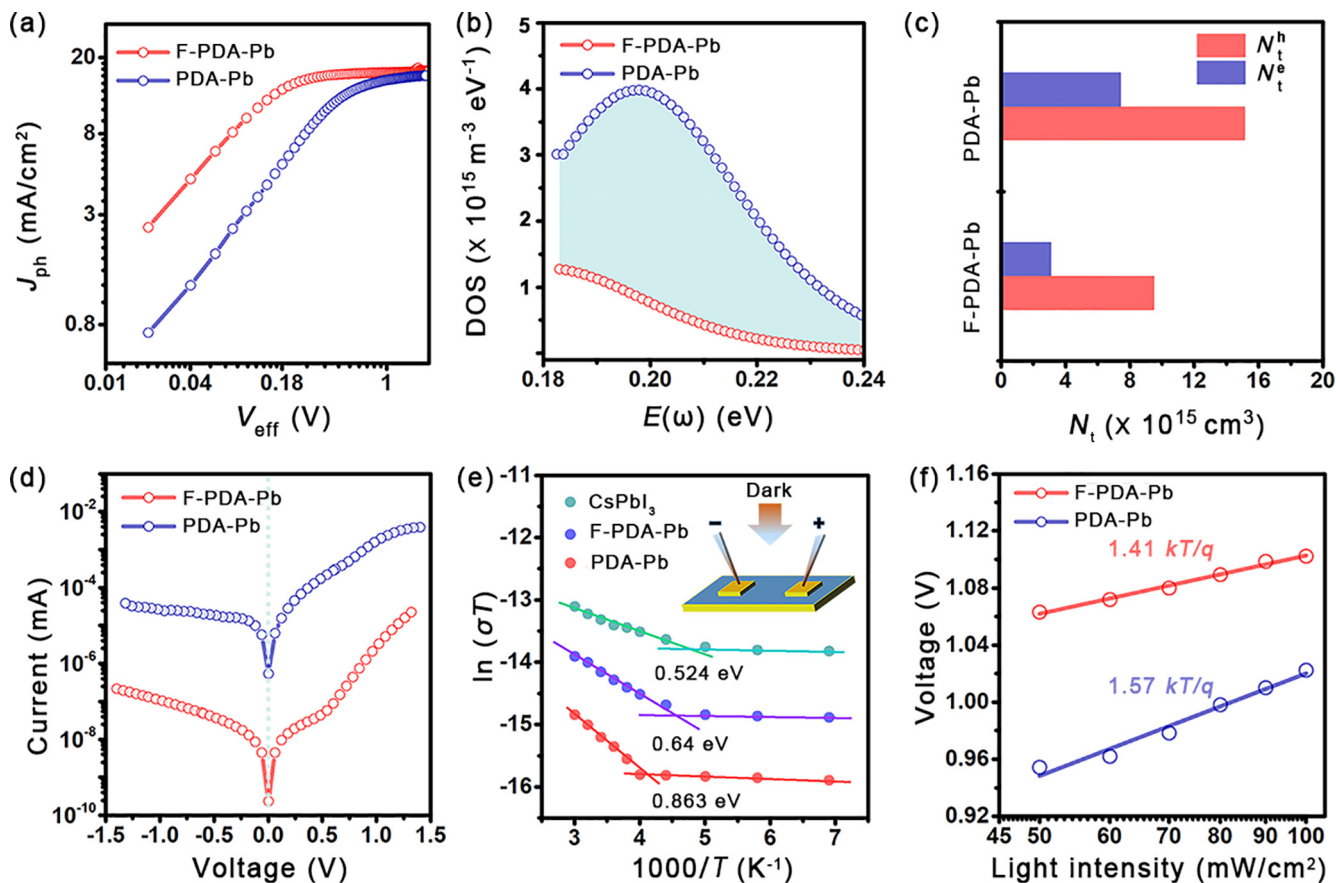 (a)
F-PDA-Pb
PDA-Pb
20
8
3
0.8
J_ph (mA/cm²)
0.01 0.04 0.18 1
V_eff (V)
(b)
F-PDA-Pb
PDA-Pb
5
4
3
2
1
DOS (× 10¹⁵ m⁻³ eV⁻¹)
0.18 0.20 0.22 0.24
E(ω) (eV)
(c)
N_t^h
N_t^e
PDA-Pb
F-PDA-Pb
0 4 8 12 16 20
N_t (× 10¹⁵ cm³)
(d)
F-PDA-Pb
PDA-Pb
10⁻²
10⁻⁴
10⁻⁶
10⁻⁸
10⁻¹⁰
Current (mA)
-1.5 -1.0 -0.5 0.0 0.5 1.0 1.5
Voltage (V)
(e)
CsPbI₃
F-PDA-Pb
PDA-Pb
Dark
- +
-11
-12
-13
-14
-15
-16
ln (σT)
0.524 eV
0.64 eV
0.863 eV
3 4 5 6 7
1000/T (K⁻¹)
(f)
F-PDA-Pb
PDA-Pb
1.41 kT/q
1.57 kT/q
1.16
1.12
1.08
1.04
1.00
0.96
0.92
Voltage (V)
45 50 60 70 80 90 100
Light intensity (mW/cm²)